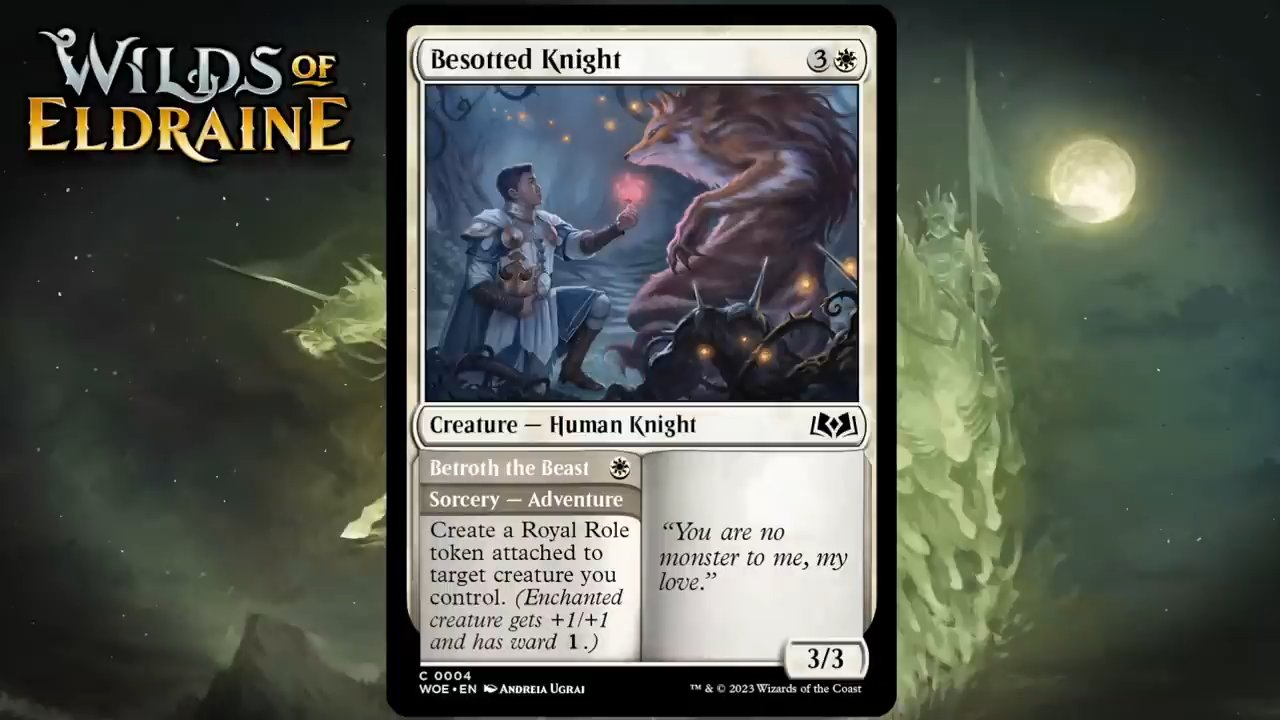 WILDS OF
ELDRAINE
Besotted Knight 3
Creature — Human Knight
Betroth the Beast
Sorcery — Adventure
Create a Royal Role
token attached to
target creature you
control. (Enchanted
creature gets +1/+1
and has ward 1.)
“You are no
monster to me, my
love.”
3/3
C 0004
WOE • EN ANDREIA UGRAI
™ & © 2023 Wizards of the Coast